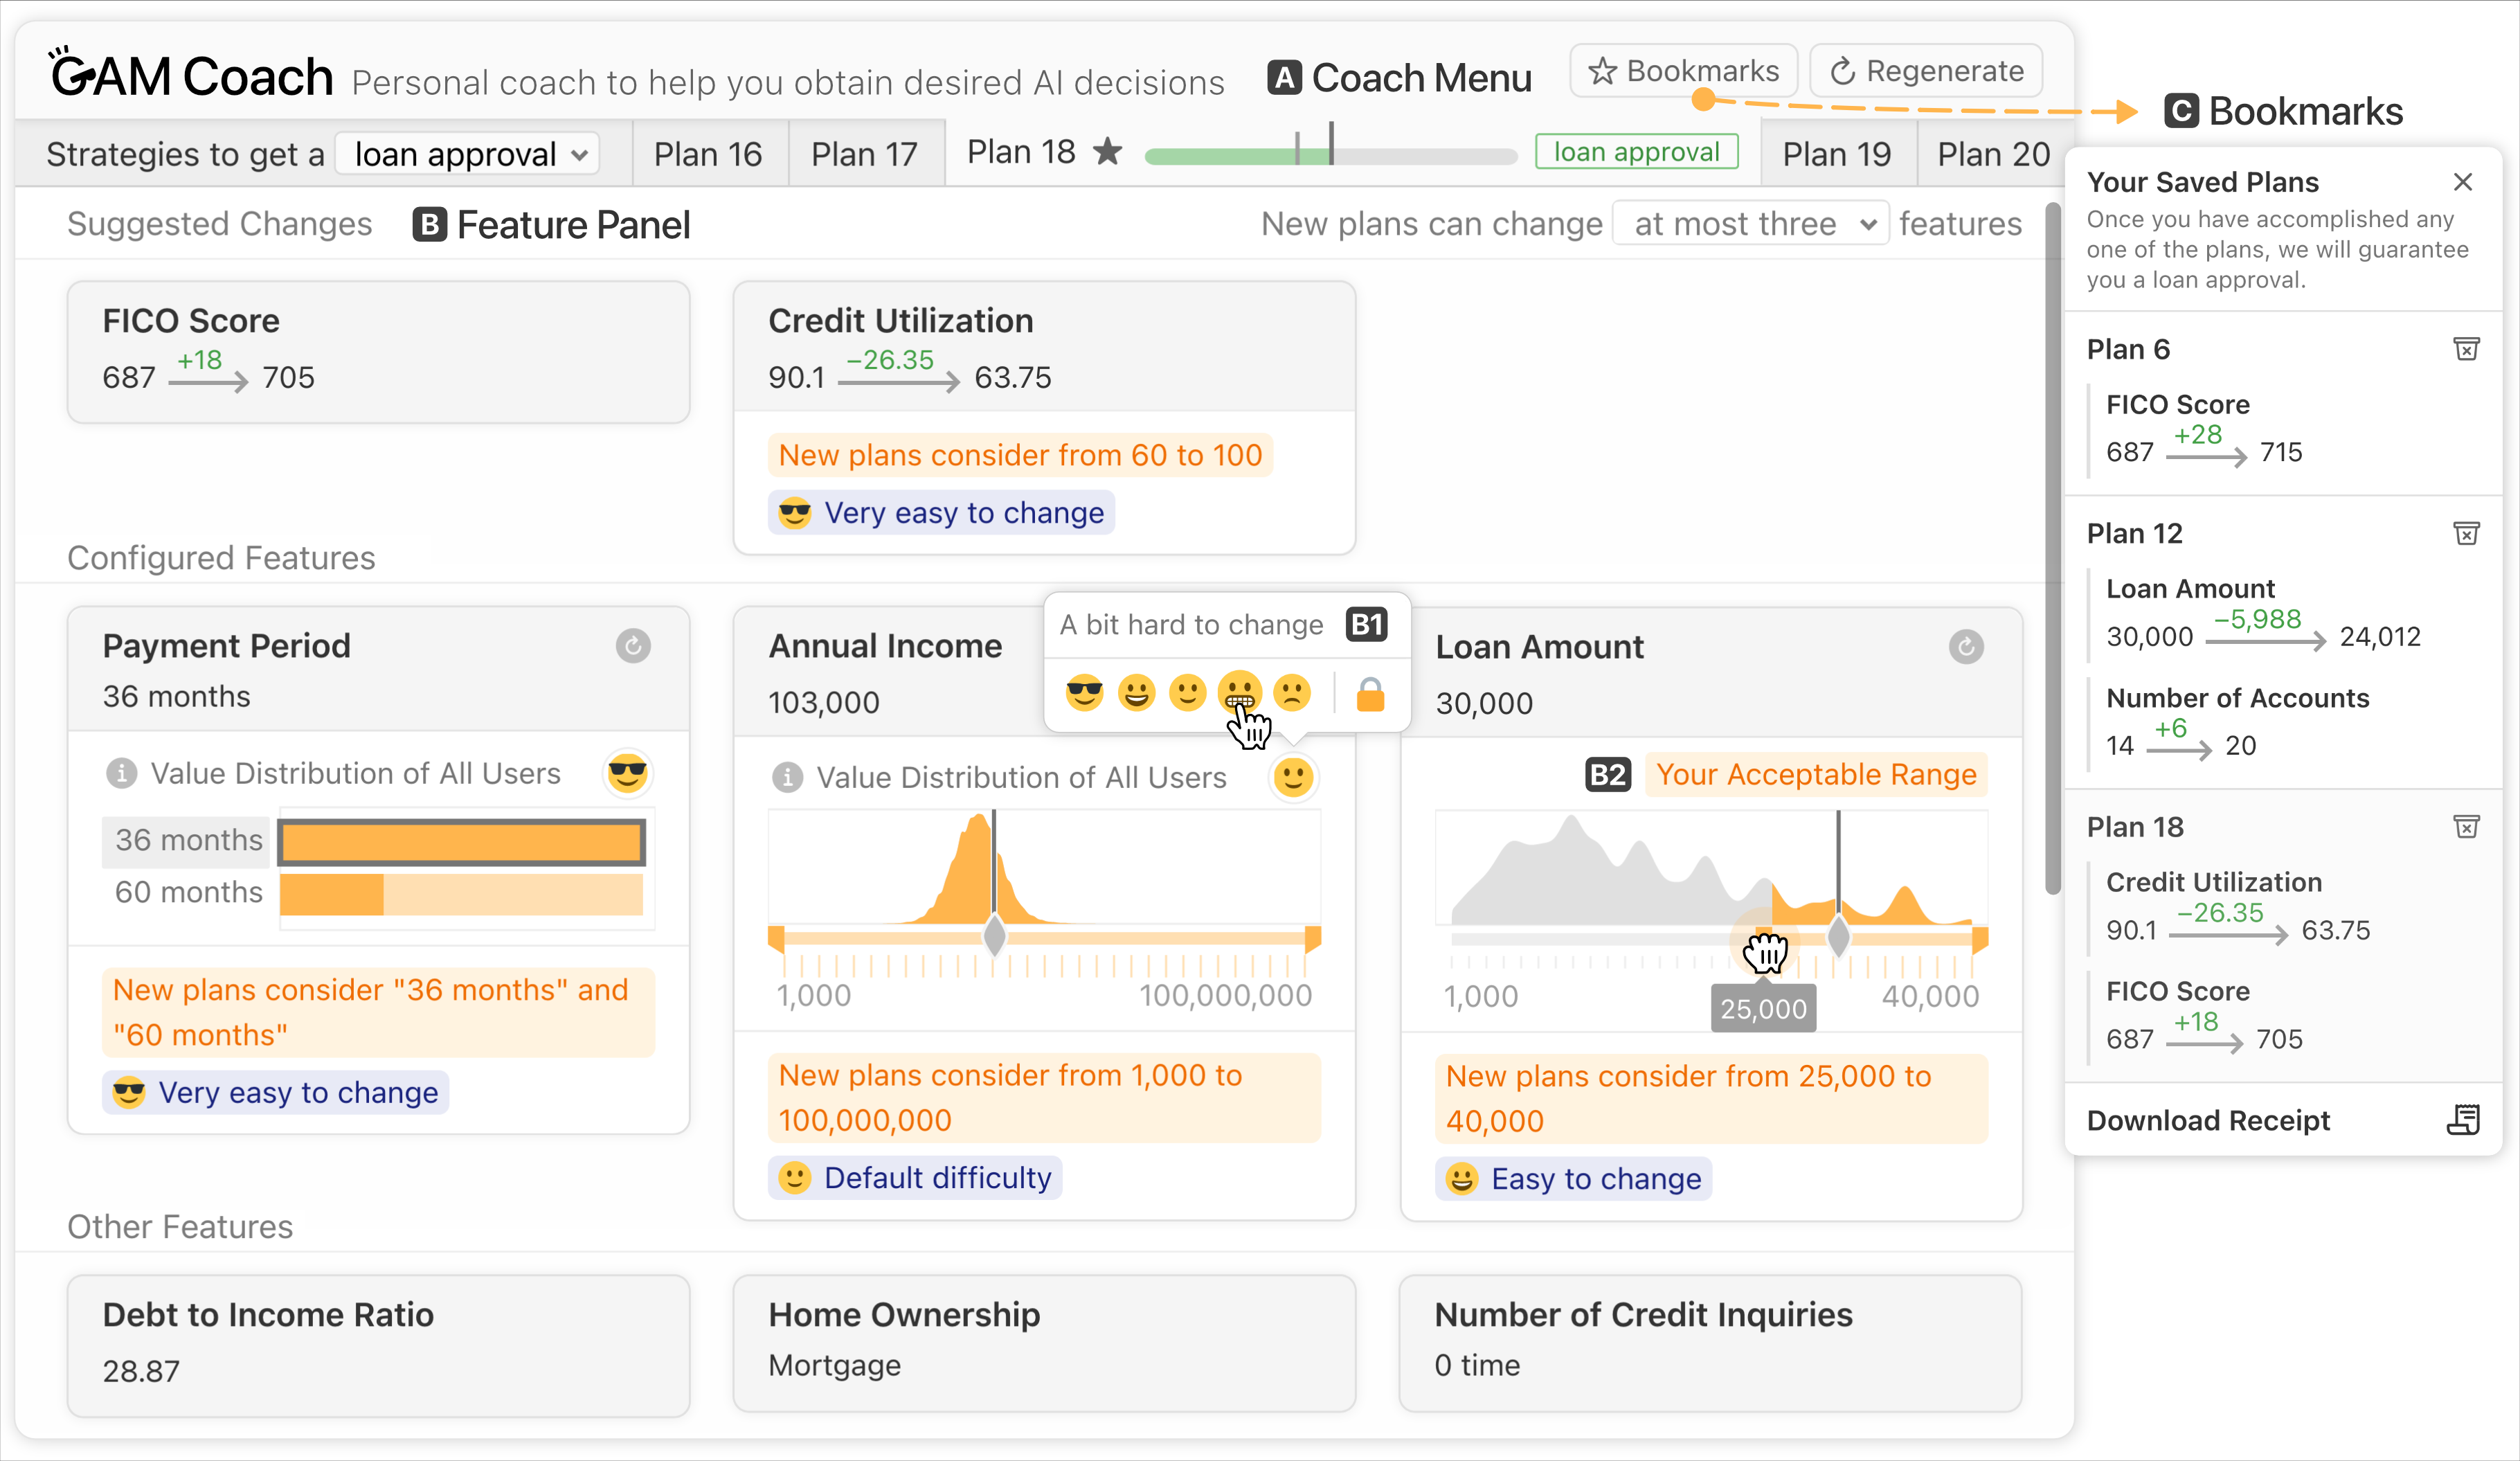 GAM Coach Personal coach to help you obtain desired AI decisions
A Coach Menu
Bookmarks
Regenerate
C Bookmarks
Strategies to get a loan approval
Plan 16
Plan 17
Plan 18 ★
loan approval
Plan 19
Plan 20
Suggested Changes
B Feature Panel
New plans can change at most three features
FICO Score
+18
687 → 705
Credit Utilization
−26.35
90.1 → 63.75
New plans consider from 60 to 100
Very easy to change
Configured Features
Payment Period
36 months
Value Distribution of All Users
36 months
60 months
New plans consider "36 months" and
"60 months"
Very easy to change
Annual Income
103,000
A bit hard to change B1
Value Distribution of All Users
1,000
100,000,000
New plans consider from 1,000 to
100,000,000
Default difficulty
Loan Amount
30,000
B2 Your Acceptable Range
1,000
25,000
40,000
New plans consider from 25,000 to
40,000
Easy to change
Other Features
Debt to Income Ratio
28.87
Home Ownership
Mortgage
Number of Credit Inquiries
0 time
Your Saved Plans
Once you have accomplished any
one of the plans, we will guarantee
you a loan approval.
Plan 6
FICO Score
+28
687 → 715
Plan 12
Loan Amount
−5,988
30,000 → 24,012
Number of Accounts
+6
14 → 20
Plan 18
Credit Utilization
−26.35
90.1 → 63.75
FICO Score
+18
687 → 705
Download Receipt